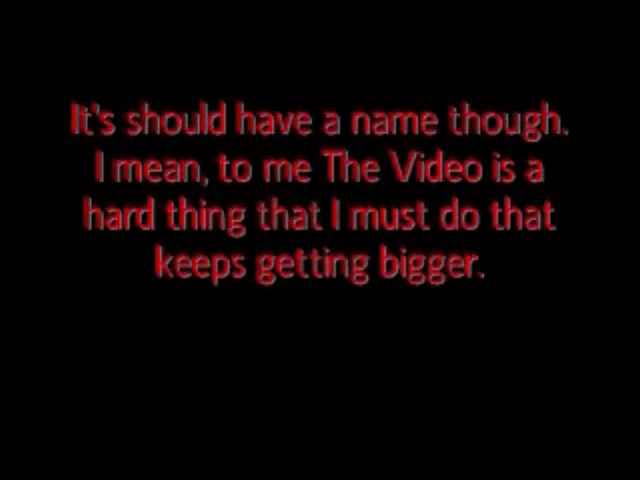 It's should have a name though.
I mean, to me The Video is a
hard thing that I must do that
keeps getting bigger.